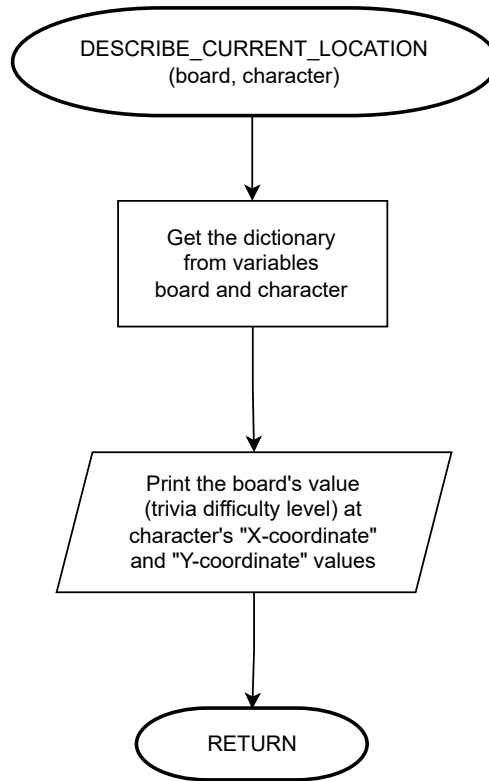 DESCRIBE_CURRENT_LOCATION
(board, character)
Get the dictionary
from variables
board and character
Print the board's value
(trivia difficulty level) at
character's "X-coordinate"
and "Y-coordinate" values
RETURN